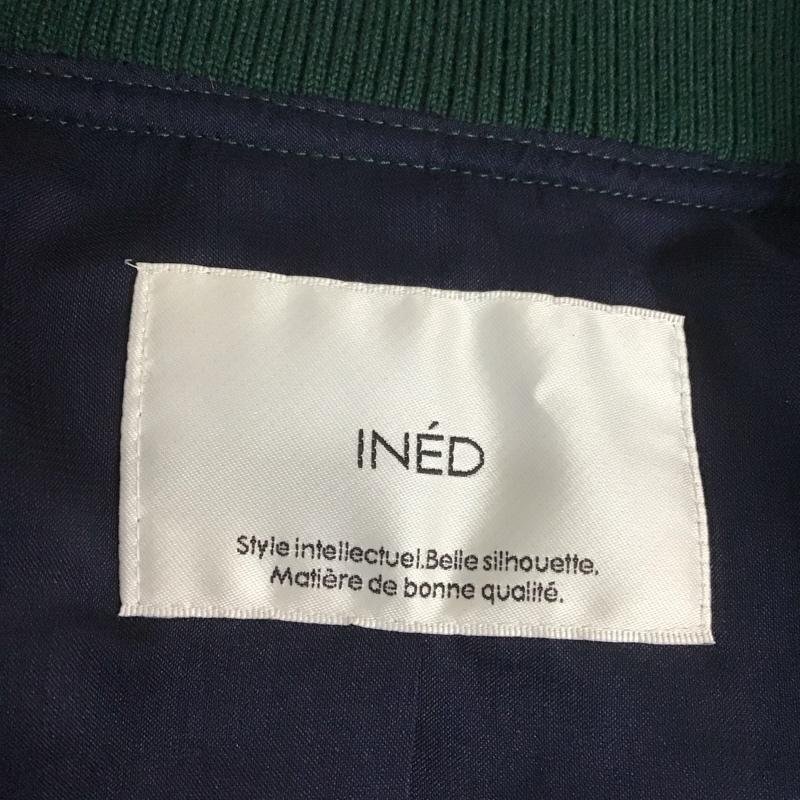 INÉD
Style intellectuel.Belle silhouette.
Matière de bonne qualité.